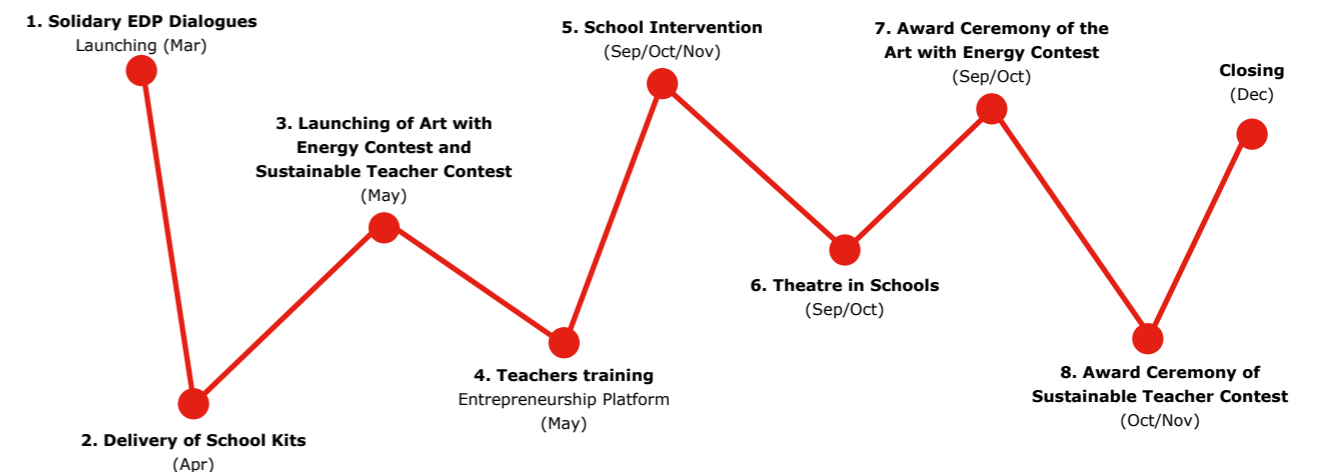 1. Solidary EDP Dialogues
Launching (Mar)
2. Delivery of School Kits
(Apr)
3. Launching of Art with
Energy Contest and
Sustainable Teacher Contest
(May)
4. Teachers training
Entrepreneurship Platform
(May)
5. School Intervention
(Sep/Oct/Nov)
6. Theatre in Schools
(Sep/Oct)
7. Award Ceremony of the
Art with Energy Contest
(Sep/Oct)
8. Award Ceremony of
Sustainable Teacher Contest
(Oct/Nov)
Closing
(Dec)